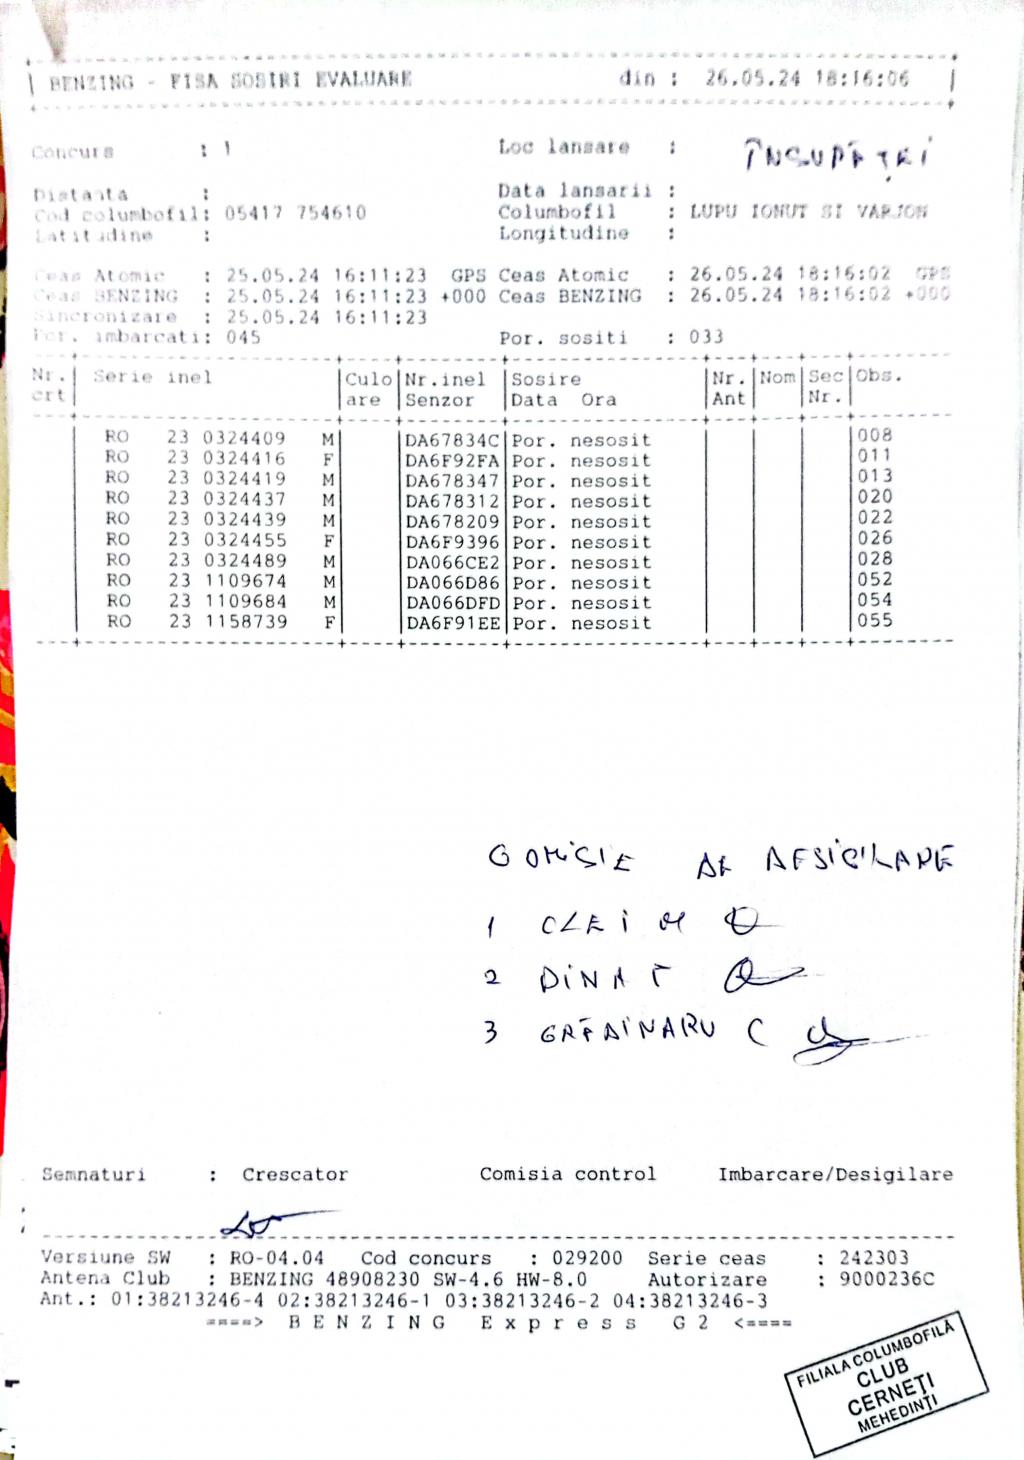 BENZING - FISA SOSIRI EVALUARE din : 26.05.24 18:16:06
Concurs : 1 Loc lansare : ÎNSURĂȚEI
Distanta : Data lansarii :
Cod columbofil: 05417 754610 Columbofil : LUPU IONUT SI VARJON
Latitudine : Longitudine :
Ceas Atomic : 25.05.24 16:11:23 GPS Ceas Atomic : 26.05.24 18:16:02 GPS
Ceas BENZING : 25.05.24 16:11:23 +000 Ceas BENZING : 26.05.24 18:16:02 +000
Sincronizare : 25.05.24 16:11:23
Por. imbarcati: 045 Por. sositi : 033
Nr. Serie inel Culo Nr.inel Sosire Nr. Nom Sec Obs.
crt are Senzor Data Ora Ant Nr.
RO 23 0324409 M DA67834C Por. nesosit 008
RO 23 0324416 F DA6F92FA Por. nesosit 011
RO 23 0324419 M DA678347 Por. nesosit 013
RO 23 0324437 M DA678312 Por. nesosit 020
RO 23 0324439 M DA678209 Por. nesosit 022
RO 23 0324455 F DA6F9396 Por. nesosit 026
RO 23 0324489 M DA066CE2 Por. nesosit 028
RO 23 1109674 M DA066D86 Por. nesosit 052
RO 23 1109684 M DA066DFD Por. nesosit 054
RO 23 1158739 F DA6F91EE Por. nesosit 055
COMISIE
1
2 DINA
3 GRĂDINARU C
Semnaturi : Crescator Comisia control Imbarcare/Desigilare
Versiune SW : RO-04.04 Cod concurs : 029200 Serie ceas : 242303
Antena Club : BENZING 48908230 SW-4.6 HW-8.0 Autorizare : 9000236C
Ant.: 01:38213246-4 02:38213246-1 03:38213246-2 04:38213246-3
====> B E N Z I N G E x p r e s s G 2 <====
FILIALA COLUMBOFILĂ
CLUB
CERNEȚI
MEHEDINȚI